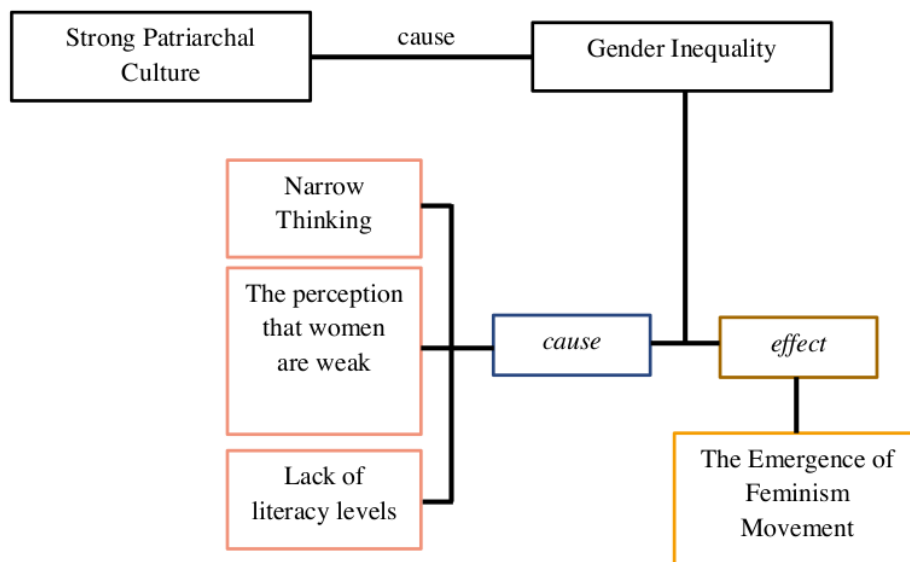 Strong Patriarchal
Culture
cause
Gender Inequality
Narrow
Thinking
The perception
that women
are weak
Lack of
literacy levels
cause
effect
The Emergence of
Feminism
Movement